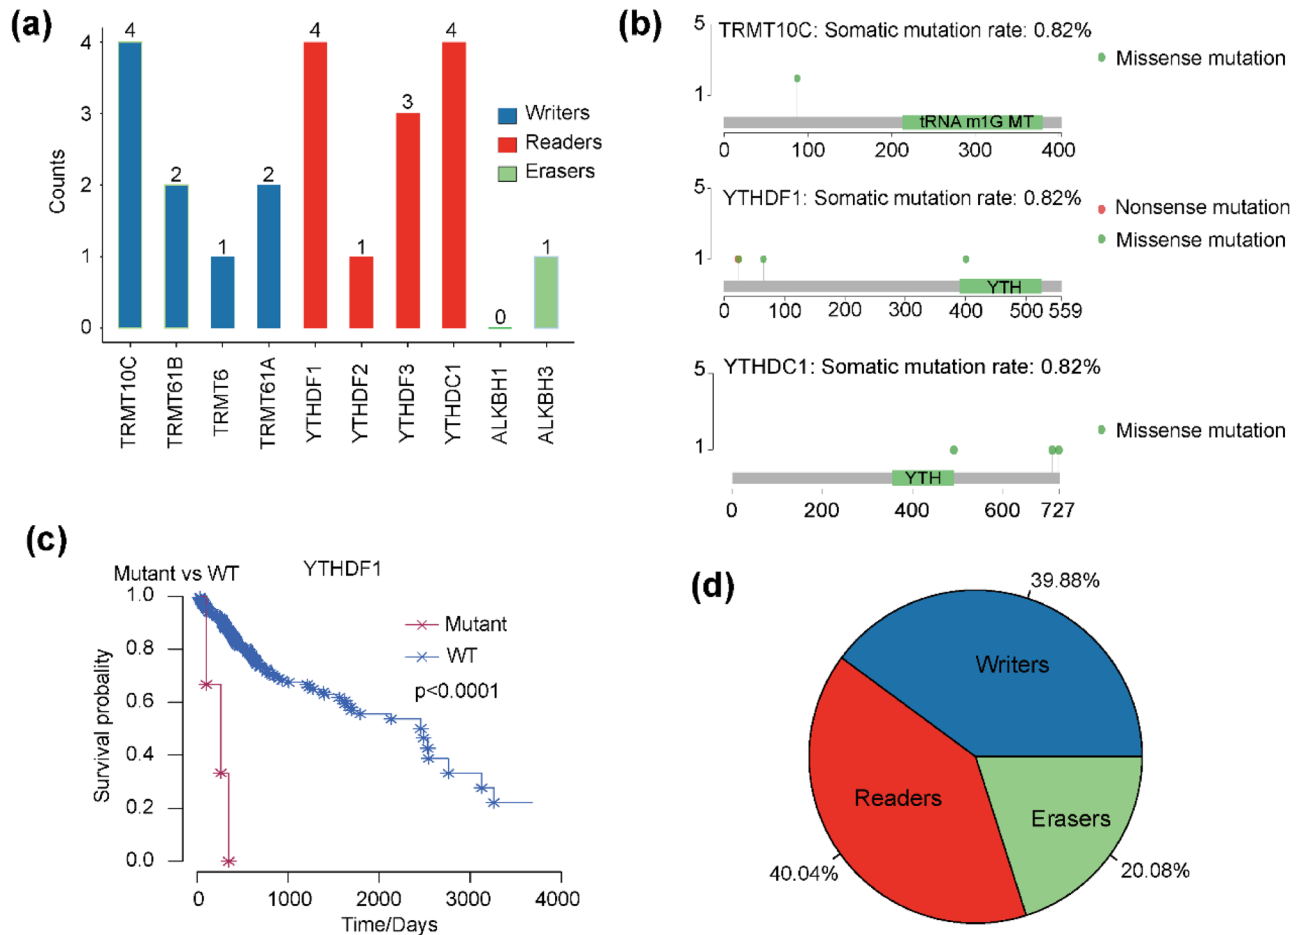 (a)
4
2
1
2
4
1
3
4
0
1
Counts
4
3
2
1
0
Writers
Readers
Erasers
TRMT10C
TRMT61B
TRMT6
TRMT61A
YTHDF1
YTHDF2
YTHDF3
YTHDC1
ALKBH1
ALKBH3
(b)
5
1
TRMT10C: Somatic mutation rate: 0.82%
Missense mutation
tRNA m1G MT
0 100 200 300 400
5
1
YTHDF1: Somatic mutation rate: 0.82%
Nonsense mutation
Missense mutation
YTH
0 100 200 300 400 500 559
5
1
YTHDC1: Somatic mutation rate: 0.82%
Missense mutation
YTH
0 200 400 600 727
(c)
Mutant vs WT
YTHDF1
Mutant
WT
p<0.0001
Survival probality
1.0
0.8
0.6
0.4
0.2
0.0
0 1000 2000 3000 4000
Time/Days
(d)
39.88%
Writers
Readers
Erasers
40.04%
20.08%